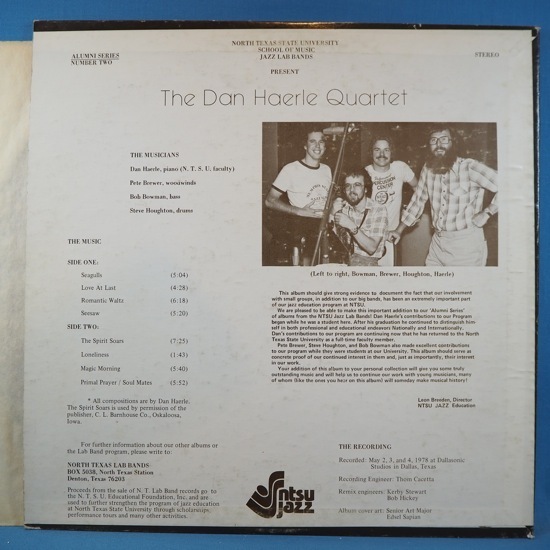 ALUMNI SERIES
NUMBER TWO
NORTH TEXAS STATE UNIVERSITY
SCHOOL OF MUSIC
JAZZ LAB BANDS
STEREO
PRESENT
The Dan Haerle Quartet
THE MUSICIANS
Dan Haerle, piano (N. T. S. U. faculty)
Pete Brewer, woodwinds
Bob Bowman, bass
Steve Houghton, drums
(Left to right, Bowman, Brewer, Houghton, Haerle)
THE MUSIC
SIDE ONE:
Seagulls (5:04)
Love At Last (4:28)
Romantic Waltz (6:18)
Seesaw (5:20)
SIDE TWO:
The Spirit Soars (7:25)
Loneliness (1:43)
Magic Morning (5:40)
Primal Prayer / Soul Mates (5:52)
* All compositions are by Dan Haerle.
The Spirit Soars is used by permission of the
publisher, C. L. Barnhouse Co., Oskaloosa,
Iowa.
This album should give strong evidence to document the fact that our involvement
with small groups, in addition to our big bands, has been an extremely important part
of our jazz education program at NTSU.
We are pleased to be able to make this important addition to our 'Alumni Series'
of albums from the NTSU Jazz Lab Bands! Dan Haerle's contributions to our Program
began while he was a student here. After his graduation he continued to distinguish him-
self in both professional and educational endeavors Nationally and Internationally.
Dan's contributions to our program are continuing now that he has returned to the North
Texas State University as a full time faculty member.
Pete Brewer, Steve Houghton, and Bob Bowman also made excellent contributions
to our program while they were students at our University. This album should serve as
concrete proof of our continued interest in them and, just as importantly, their interest
in our work.
Your addition of this album to your personal collection will give you some truly
outstanding music and will help us to continue our work with young musicians, many
of whom (like the ones you hear on this album) will someday make musical history!
Leon Breeden, Director
NTSU JAZZ Education
For further information about our other albums or
the Lab Band program, please write to:
NORTH TEXAS LAB BANDS
BOX 5038, North Texas Station
Denton, Texas 76203
Proceeds from the sale of N. T. Lab Band records go to
the N. T. S. U. Educational Foundation, Inc. and are
used to further strengthen the program of jazz education
at North Texas State University through scholarships,
performance tours and many other activities.
ntsu
jazz
THE RECORDING
Recorded: May 2, 3, and 4, 1978 at Dallasonic
Studios in Dallas, Texas
Recording Engineer: Thom Caccetta
Remix engineers: Kerby Stewart
Bob Hickey
Album cover art: Senior Art Major
Ethel Sapian